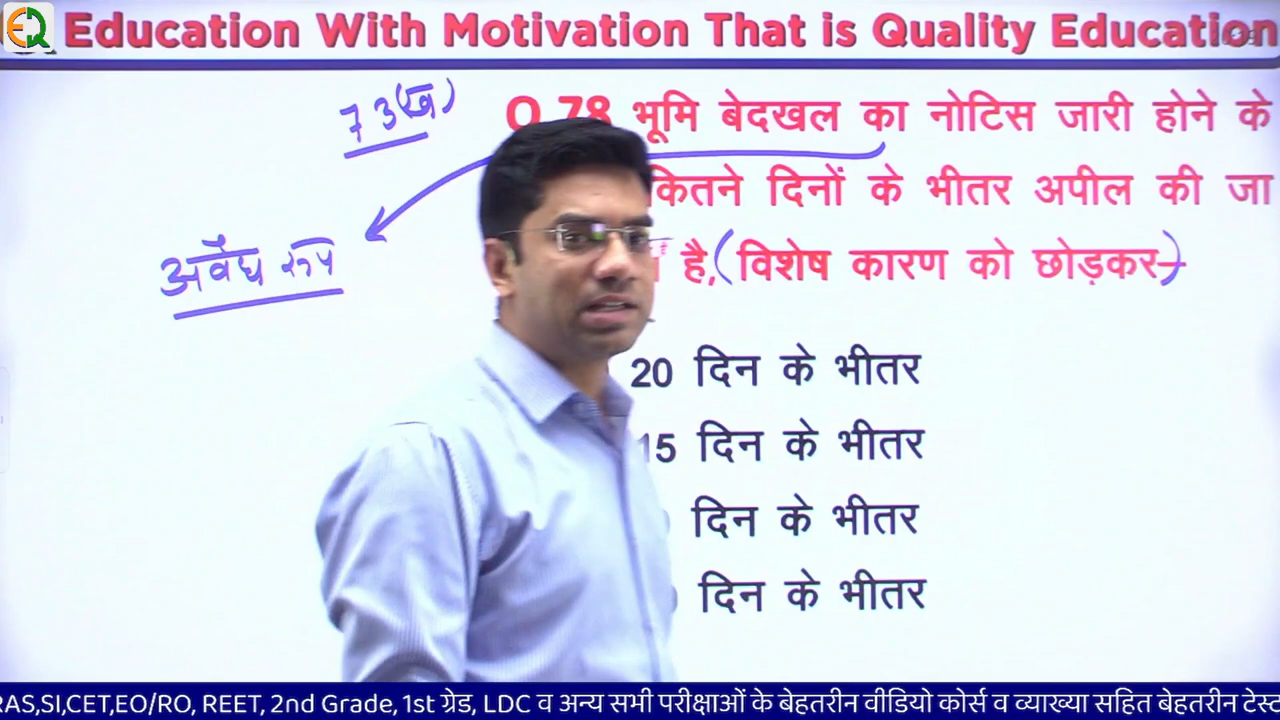 EQ
Education With Motivation That is Quality Education
73(ख)
Q.78 भूमि बेदखल का नोटिस जारी होने के
कितने दिनों के भीतर अपील की जा
है, (विशेष कारण को छोड़कर-)
अवैध रूप
20 दिन के भीतर
15 दिन के भीतर
दिन के भीतर
दिन के भीतर
RAS,SI,CET,EO/RO, REET, 2nd Grade, 1st ग्रेड, LDC व अन्य सभी परीक्षाओं के बेहतरीन वीडियो कोर्स व व्याख्या सहित बेहतरीन टेस्ट